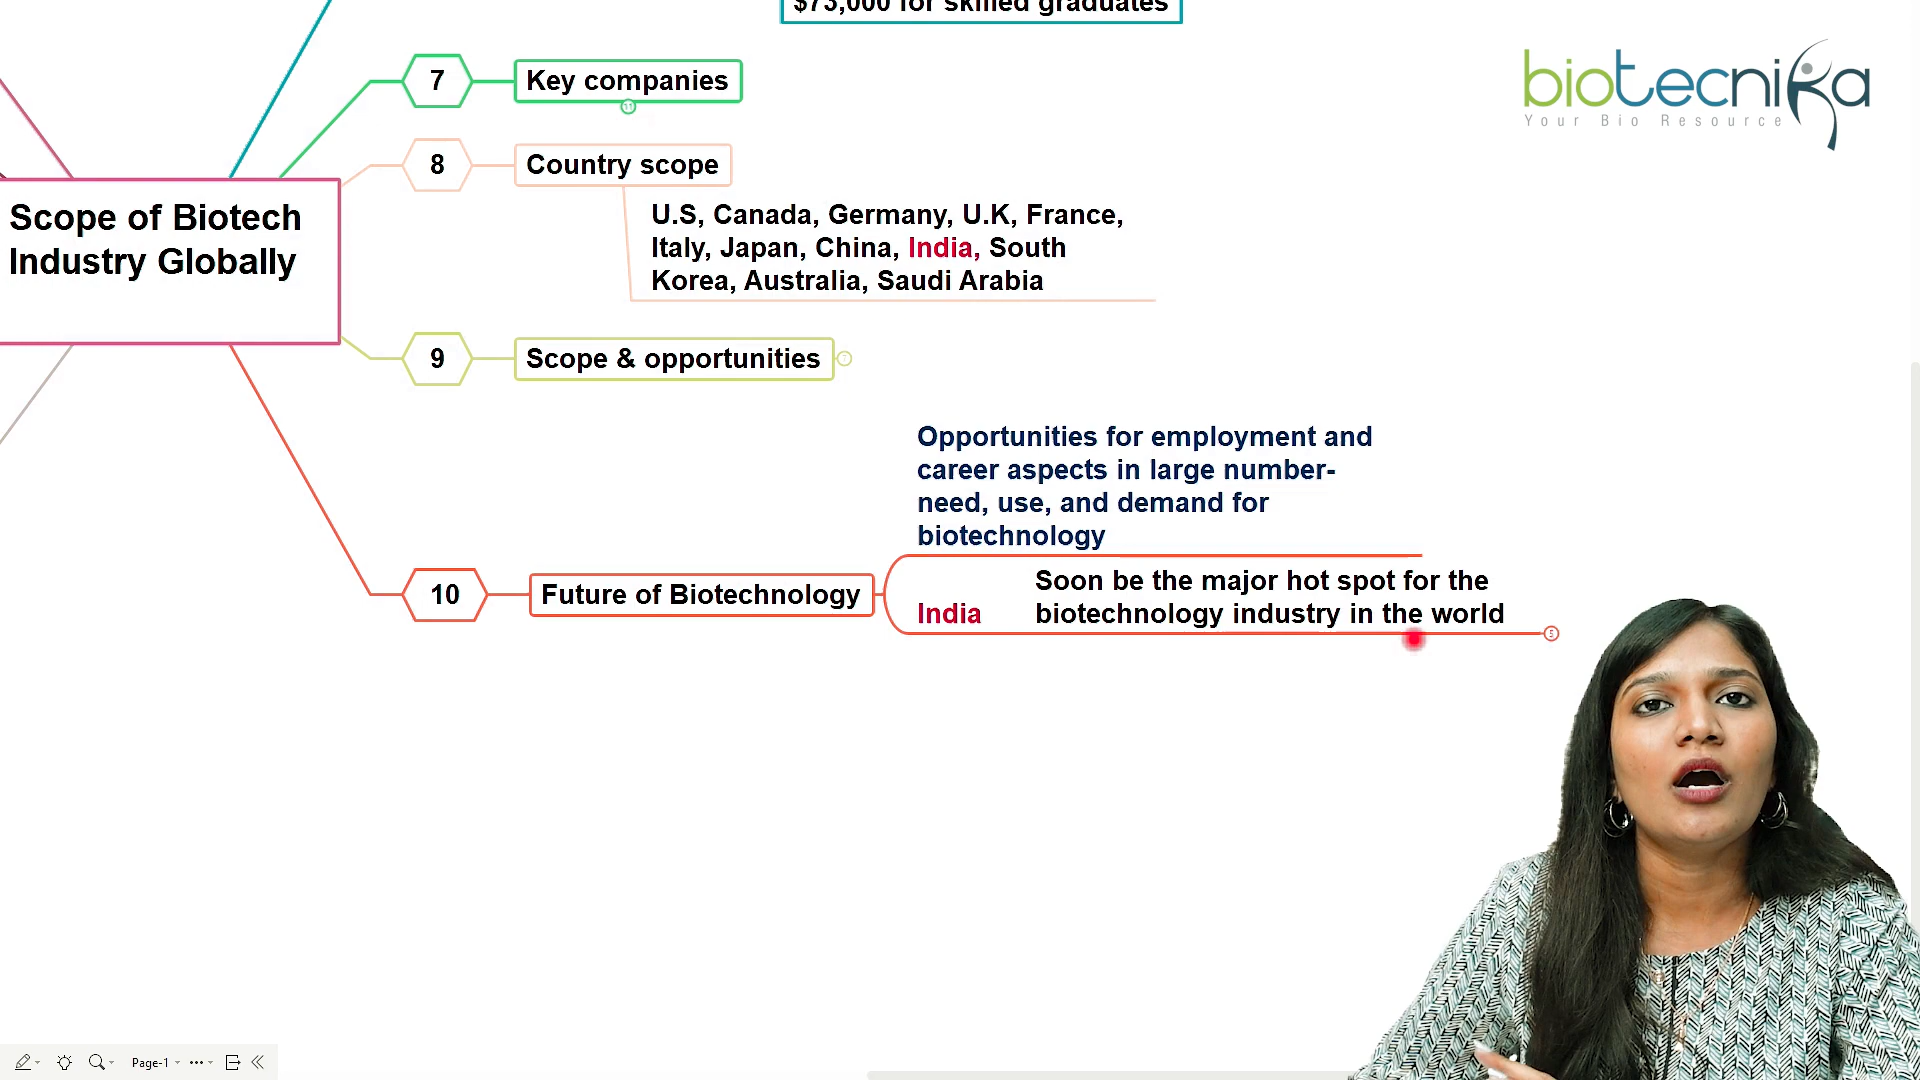 $73,000 for skilled graduates
biotecnika
Your Bio Resource
7
Key companies
11
8
Country scope
U.S, Canada, Germany, U.K, France,
Italy, Japan, China, India, South
Korea, Australia, Saudi Arabia
Scope of Biotech
Industry Globally
9
Scope & opportunities
7
Opportunities for employment and
career aspects in large number-
need, use, and demand for
biotechnology
10
Future of Biotechnology
India
Soon be the major hot spot for the
biotechnology industry in the world
5
Page-1